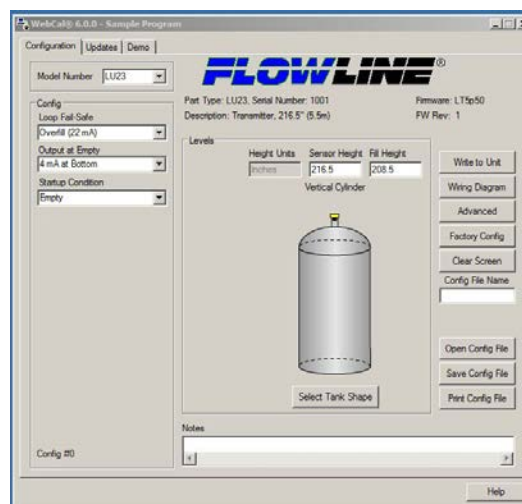 WebCal® 6.0.0 - Sample Program
Configuration Updates Demo
Model Number LU23
FLOWLINE®
Part Type: LU23, Serial Number: 1001 Firmware: LT5p50
Description: Transmitter, 216.5" (5.5m) FW Rev: 1
Config
Loop Fail-Safe
Overfill (22 mA)
Output at Empty
4 mA at Bottom
Startup Condition
Empty
Config #0
Levels
Height Units Sensor Height Fill Height
Inches 216.5 208.5
Vertical Cylinder
Select Tank Shape
Write to Unit
Wiring Diagram
Advanced
Factory Config
Clear Screen
Config File Name
Open Config File
Save Config File
Print Config File
Notes
Help